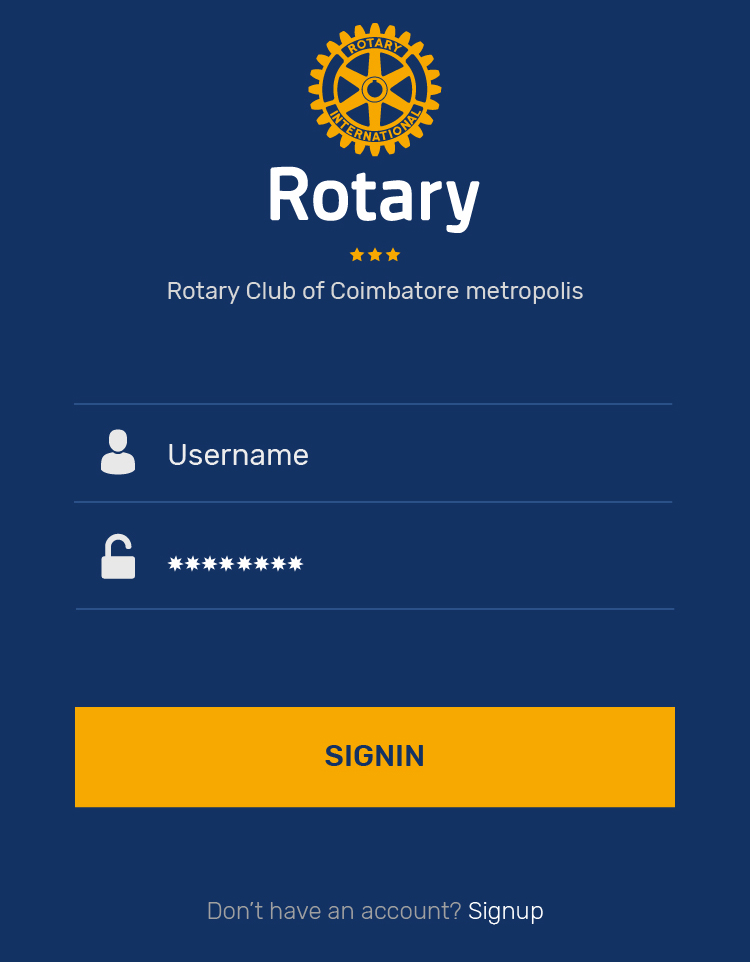 ROTARY
INTERNATIONAL
Rotary
Rotary Club of Coimbatore metropolis
Username
********
SIGNIN
Don't have an account? Signup